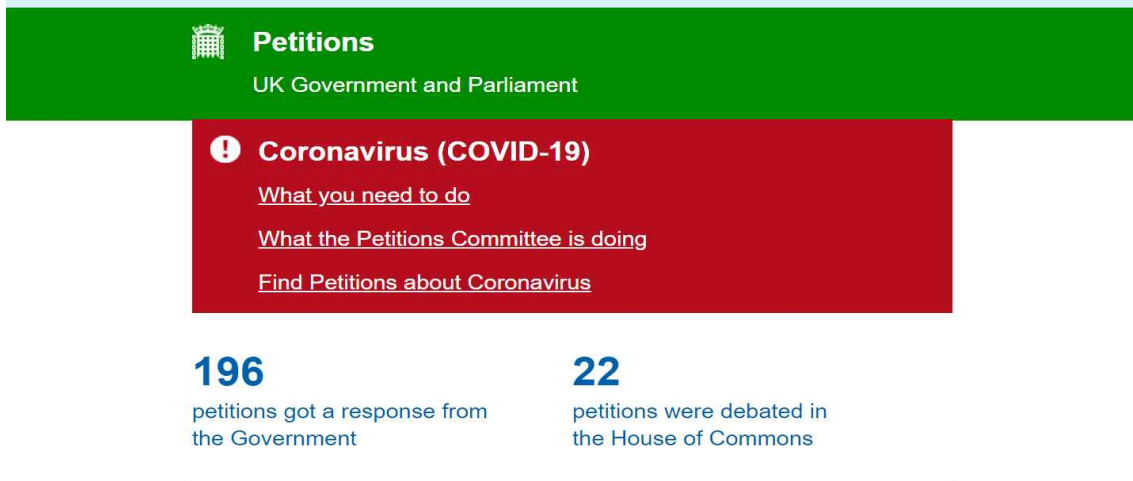 Petitions
UK Government and Parliament
Coronavirus (COVID-19)
What you need to do
What the Petitions Committee is doing
Find Petitions about Coronavirus
196
petitions got a response from
the Government
22
petitions were debated in
the House of Commons